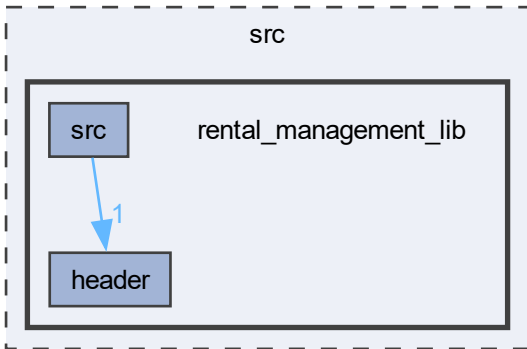 src
src
rental_management_lib
1
header